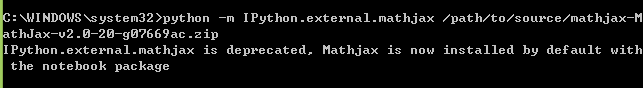 C:\WINDOWS\system32>python -m IPython.external.mathjax /path/to/source/mathjax-M
athJax-v2.0-20-g07669ac.zip
IPython.external.mathjax is deprecated, Mathjax is now installed by default with
 the notebook package